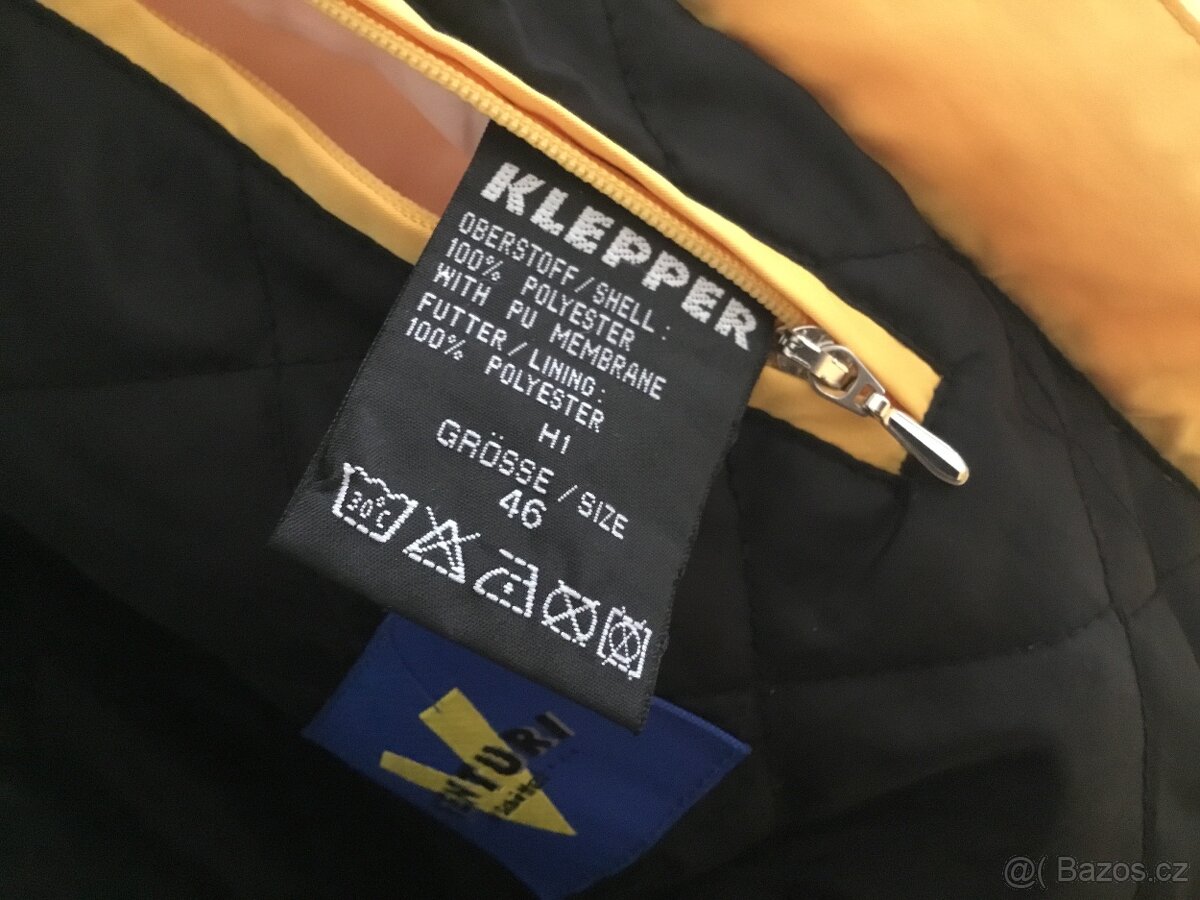 KLEPPER
OBERSTOFF/SHELL:
100% POLYESTER
WITH PU MEMBRANE
FUTTER/LINING:
100% POLYESTER
H1
GRÖSSE/SIZE
46
30°C
@( Bazos.cz